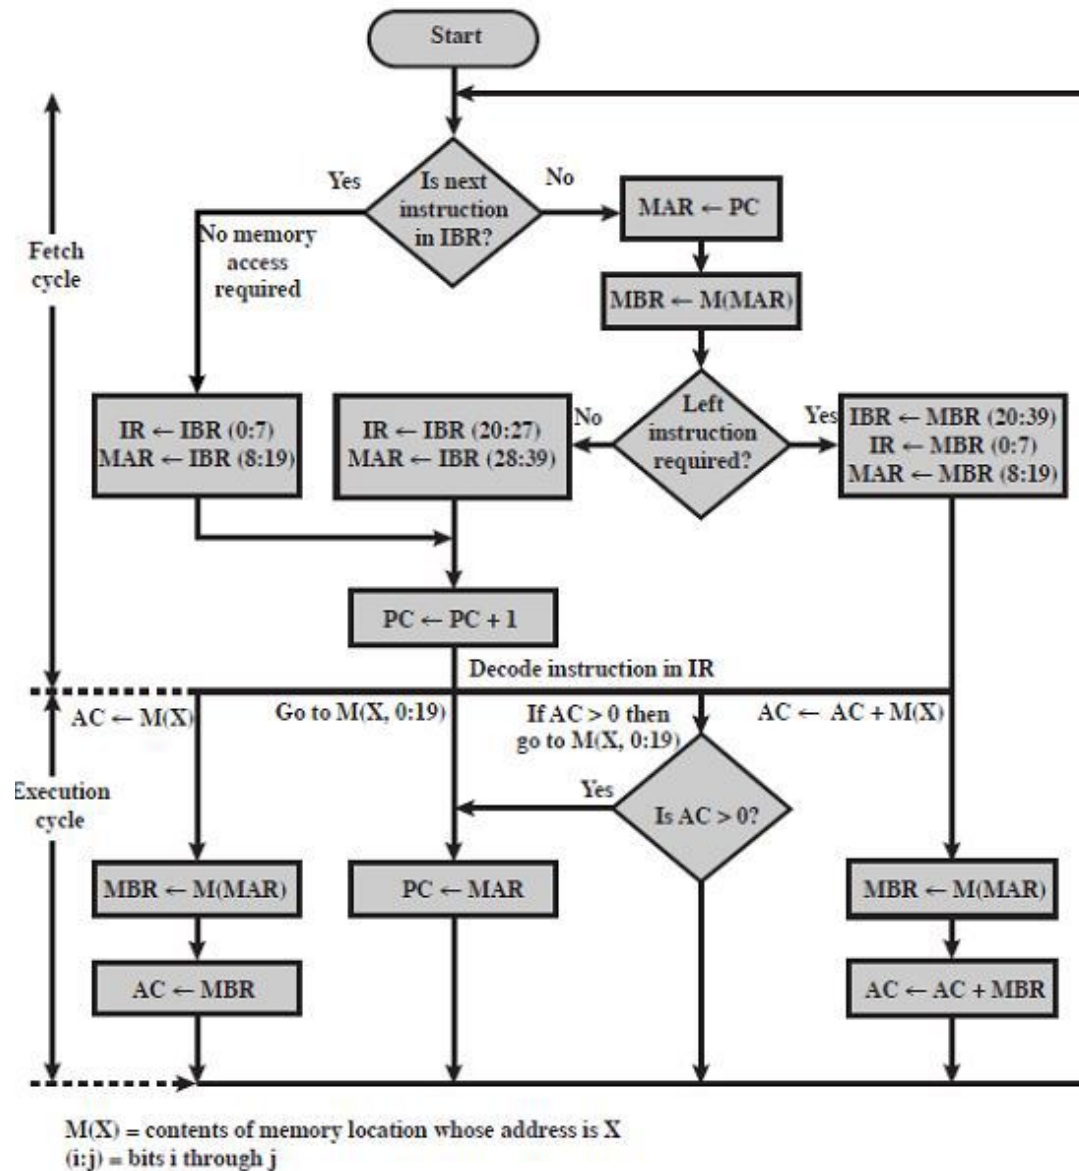 Start
Yes
Is next
instruction
in IBR?
No
MAR ← PC
No memory
access
required
Fetch
cycle
MBR ← M(MAR)
IR ← IBR (0:7)
MAR ← IBR (8:19)
IR ← IBR (20:27)
MAR ← IBR (28:39)
No
Left
instruction
required?
Yes
IBR ← MBR (20:39)
IR ← MBR (0:7)
MAR ← MBR (8:19)
PC ← PC + 1
Decode instruction in IR
AC ← M(X)
Go to M(X, 0:19)
If AC > 0 then
go to M(X, 0:19)
AC ← AC + M(X)
Execution
cycle
Yes
Is AC > 0?
MBR ← M(MAR)
PC ← MAR
MBR ← M(MAR)
AC ← MBR
AC ← AC + MBR
M(X) = contents of memory location whose address is X
(i:j) = bits i through j